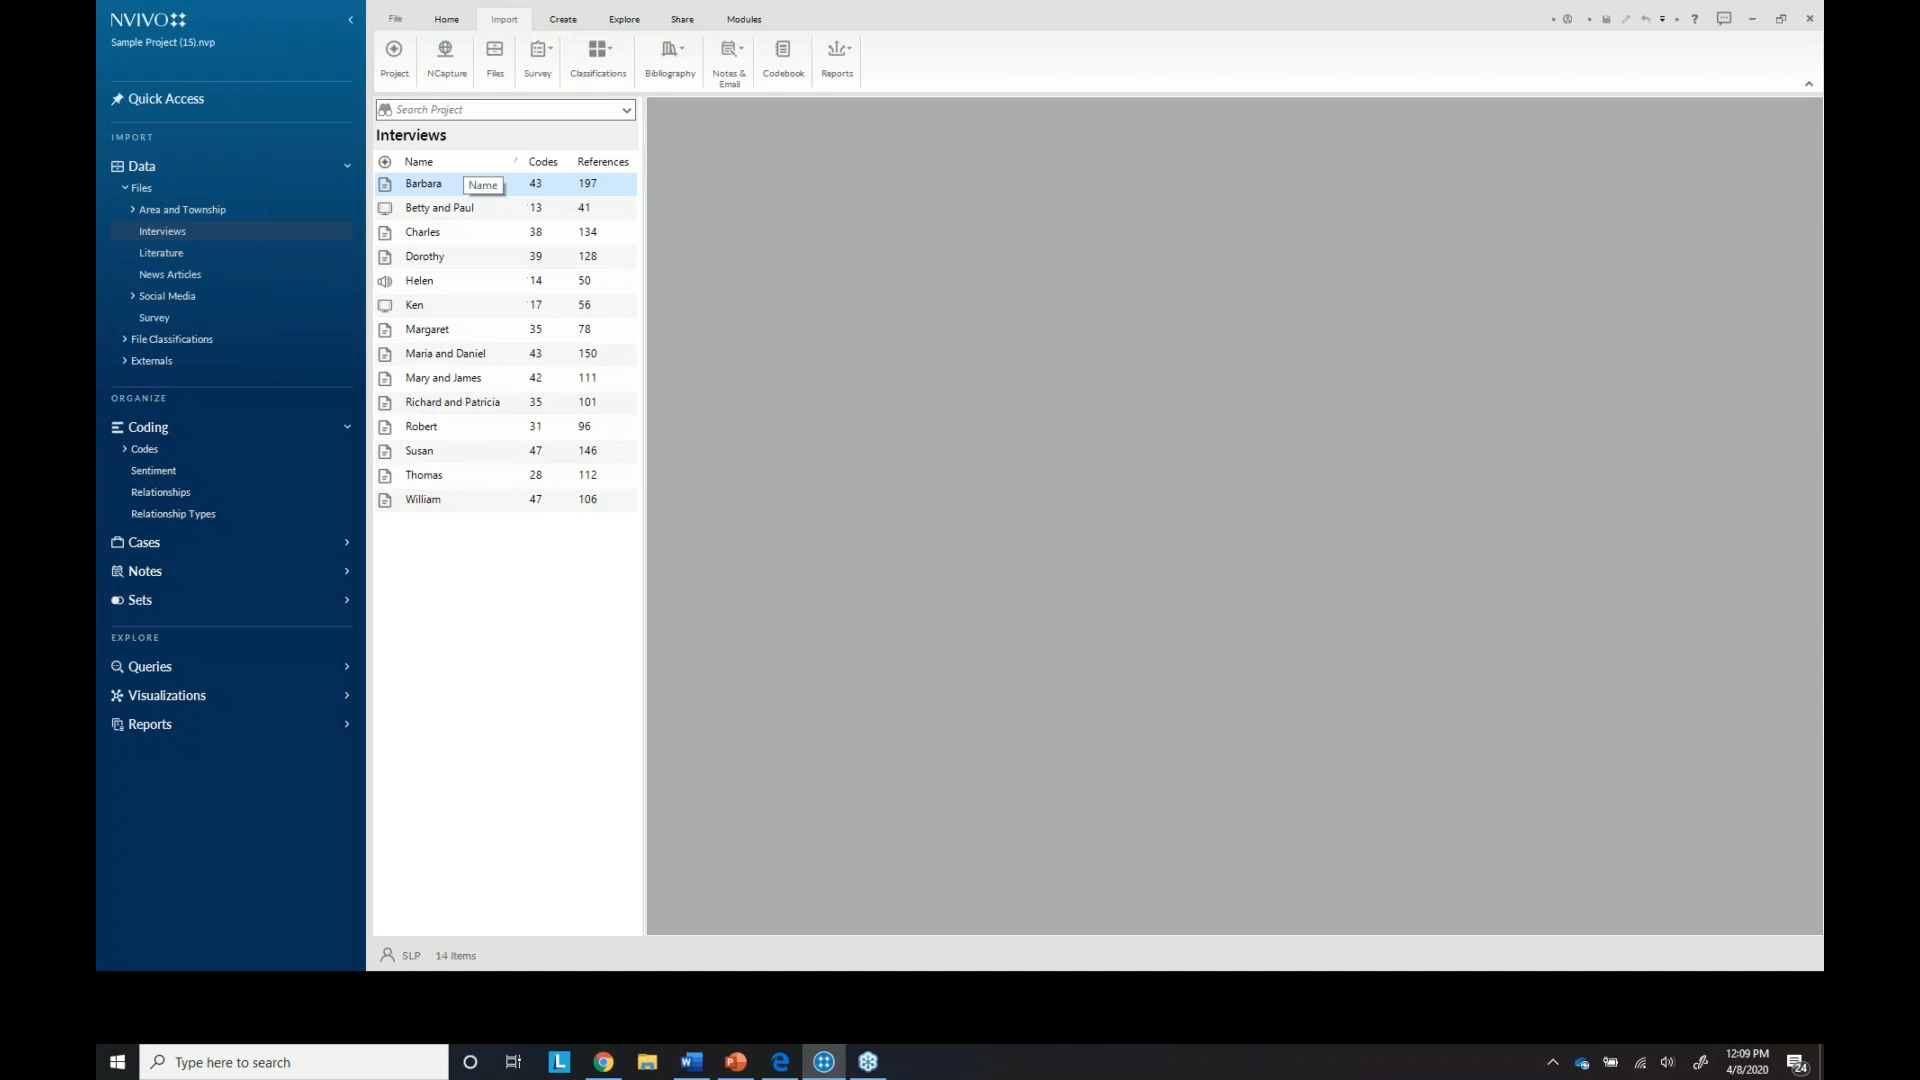 NVIVO
Sample Project (15).nvp
File Home Import Create Explore Share Modules
Project NCapture Files Survey Classifications Bibliography Notes & Email Codebook Reports
Quick Access
IMPORT
Data
Files
Area and Township
Interviews
Literature
News Articles
Social Media
Survey
File Classifications
Externals
ORGANIZE
Coding
Codes
Sentiment
Relationships
Relationship Types
Cases
Notes
Sets
EXPLORE
Queries
Visualizations
Reports
Search Project
Interviews
Name Codes References
Barbara Name 43 197
Betty and Paul 13 41
Charles 38 134
Dorothy 39 128
Helen 14 50
Ken 17 56
Margaret 35 78
Maria and Daniel 43 150
Mary and James 42 111
Richard and Patricia 35 101
Robert 31 96
Susan 47 146
Thomas 28 112
William 47 106
SLP 14 Items
Type here to search
L
12:09 PM
4/8/2020
24